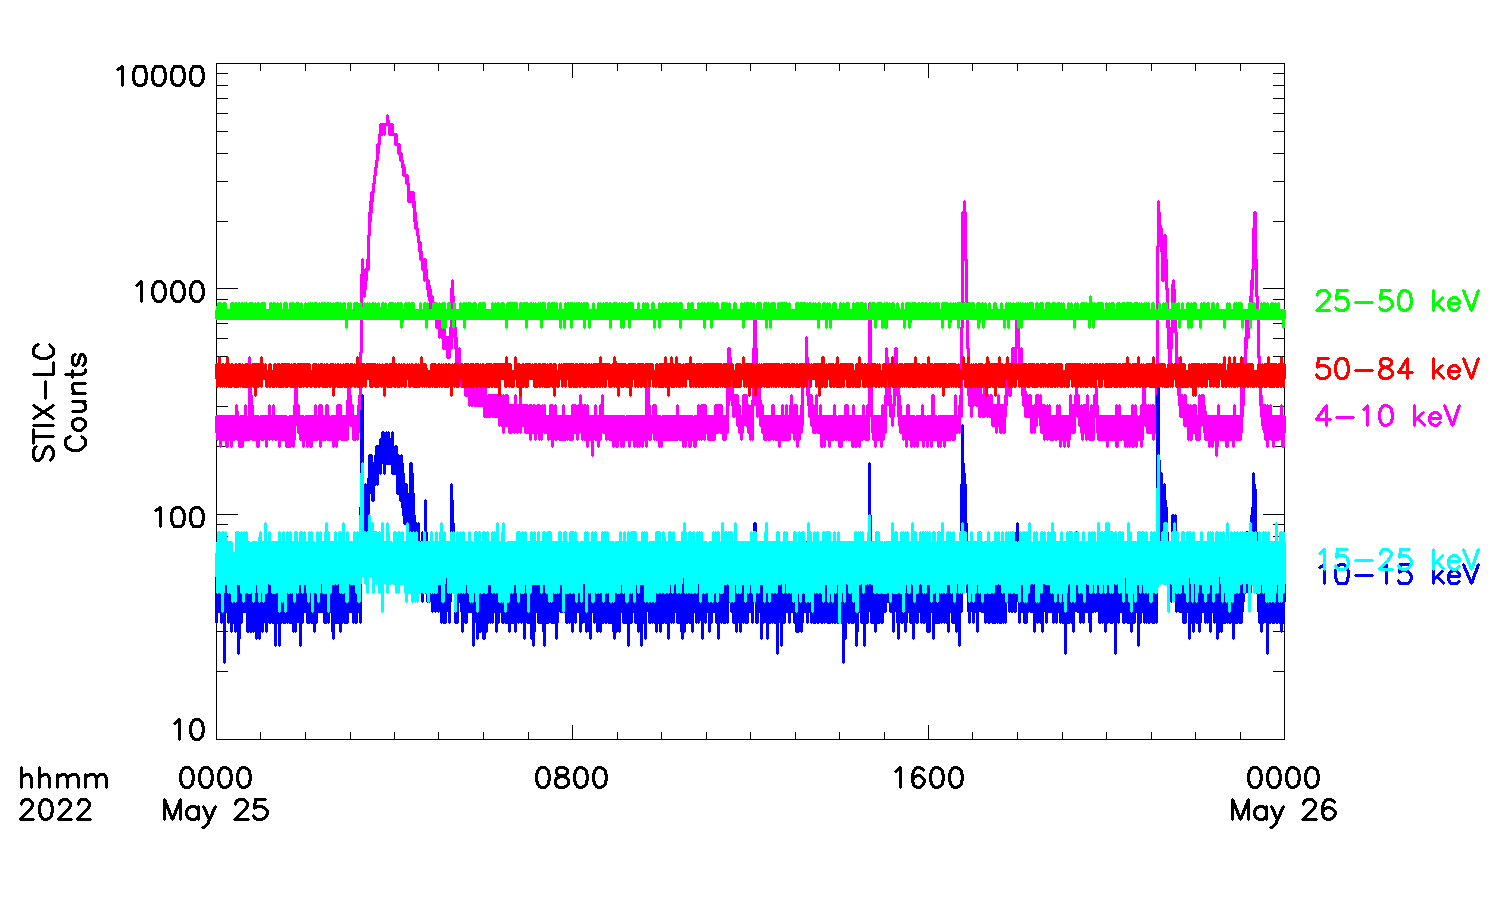 10000
1000
100
10
STIX-LC
Counts
25-50 keV
50-84 keV
4-10 keV
15-25 keV
10-15 keV
hhmm 0000 0800 1600 0000
2022 May 25 May 26